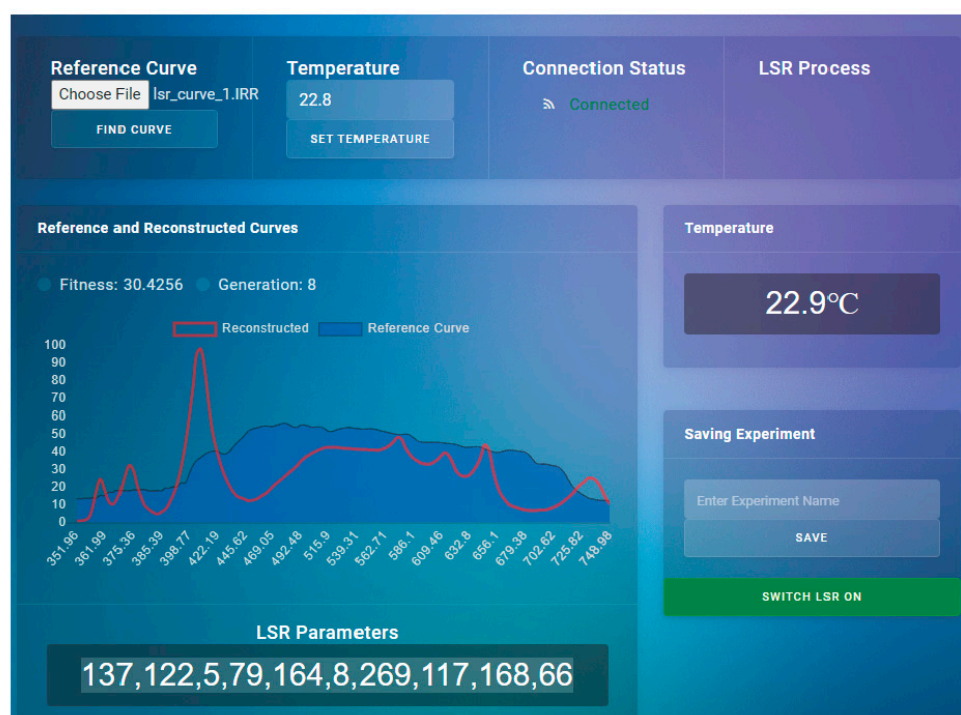 Reference Curve
Choose File lsr_curve_1.IRR
FIND CURVE
Temperature
22.8
SET TEMPERATURE
Connection Status
Connected
LSR Process
Reference and Reconstructed Curves
Fitness: 30.4256 Generation: 8
Reconstructed Reference Curve
100
90
80
70
60
50
40
30
20
10
0
351.96 361.99 375.36 385.39 398.77 422.19 445.62 469.05 492.48 515.9 539.31 562.71 586.1 609.46 632.8 656.1 679.38 702.62 725.82 748.98
LSR Parameters
137,122,5,79,164,8,269,117,168,66
Temperature
22.9°C
Saving Experiment
Enter Experiment Name
SAVE
SWITCH LSR ON